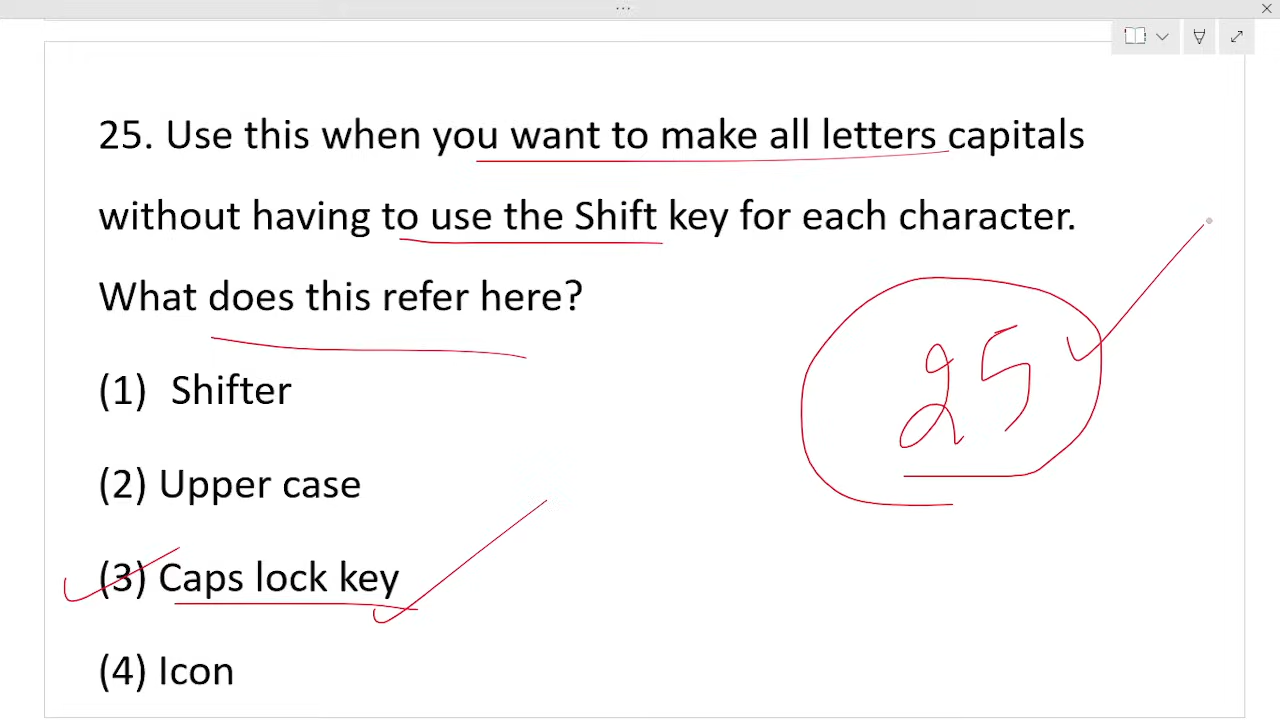 25. Use this when you want to make all letters capitals
without having to use the Shift key for each character.
What does this refer here?
(1) Shifter
(2) Upper case
(3) Caps lock key
(4) Icon
25